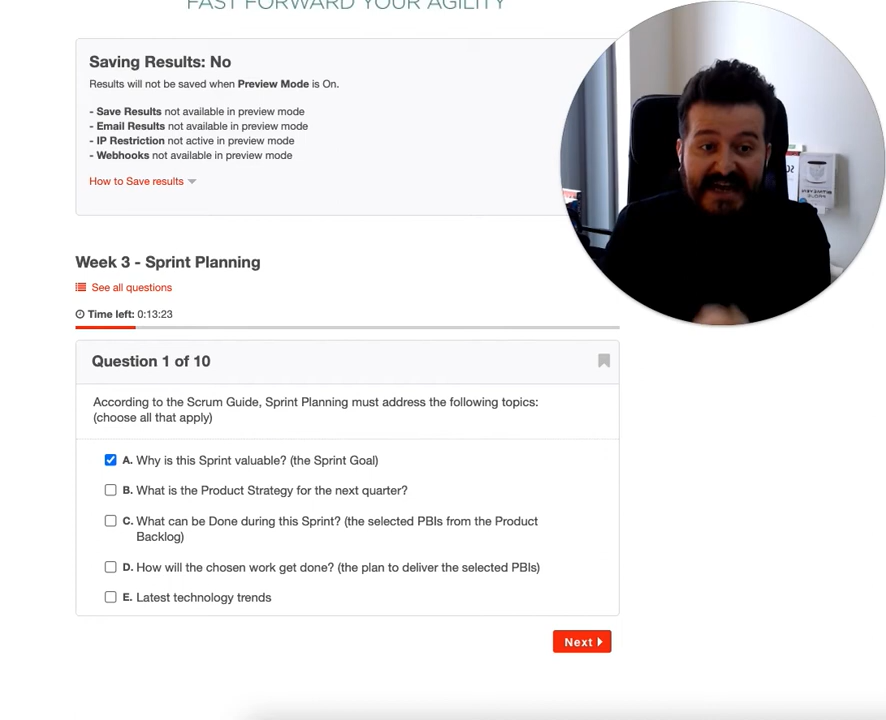 FAST FORWARD YOUR AGILITY
Saving Results: No
Results will not be saved when Preview Mode is On.
- Save Results not available in preview mode
- Email Results not available in preview mode
- IP Restriction not active in preview mode
- Webhooks not available in preview mode
How to Save results
Week 3 - Sprint Planning
See all questions
Time left: 0:13:23
Question 1 of 10
According to the Scrum Guide, Sprint Planning must address the following topics:
(choose all that apply)
A. Why is this Sprint valuable? (the Sprint Goal)
B. What is the Product Strategy for the next quarter?
C. What can be Done during this Sprint? (the selected PBIs from the Product
Backlog)
D. How will the chosen work get done? (the plan to deliver the selected PBIs)
E. Latest technology trends
Next